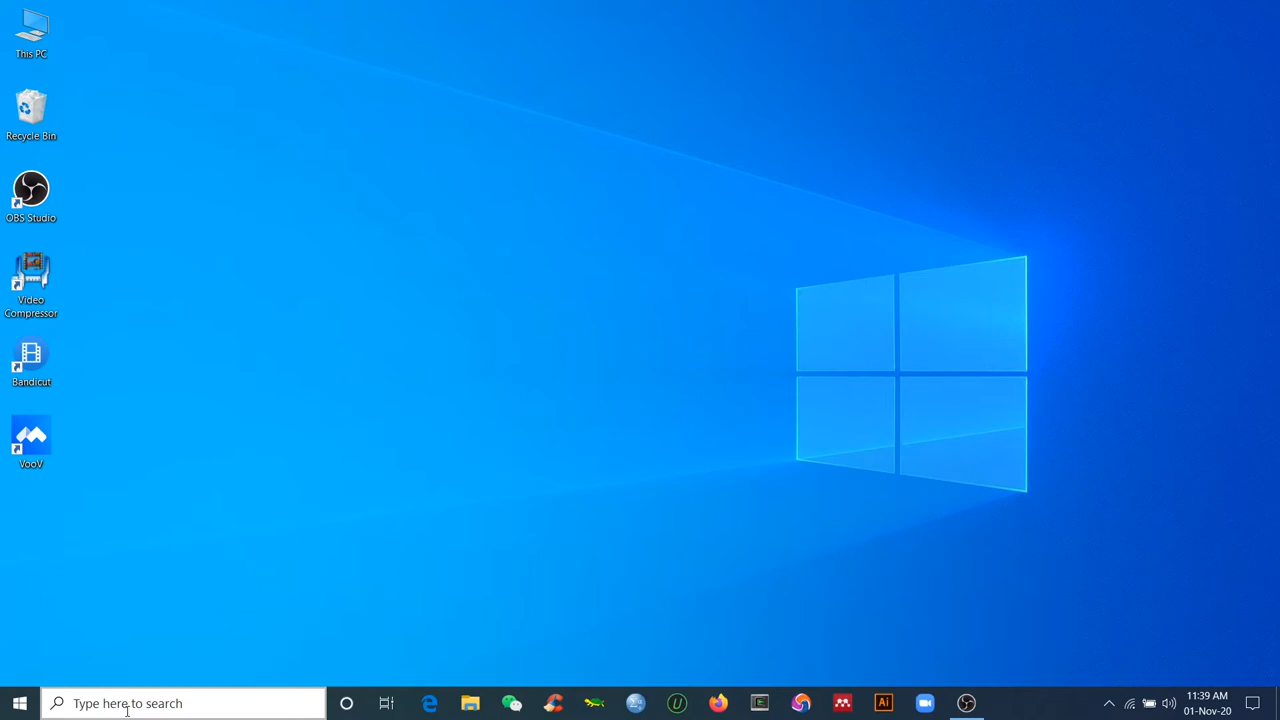 This PC
Recycle Bin
OBS Studio
Video
Compressor
Bandicut
VooV
Type here to search
Ai
11:39 AM
01-Nov-20